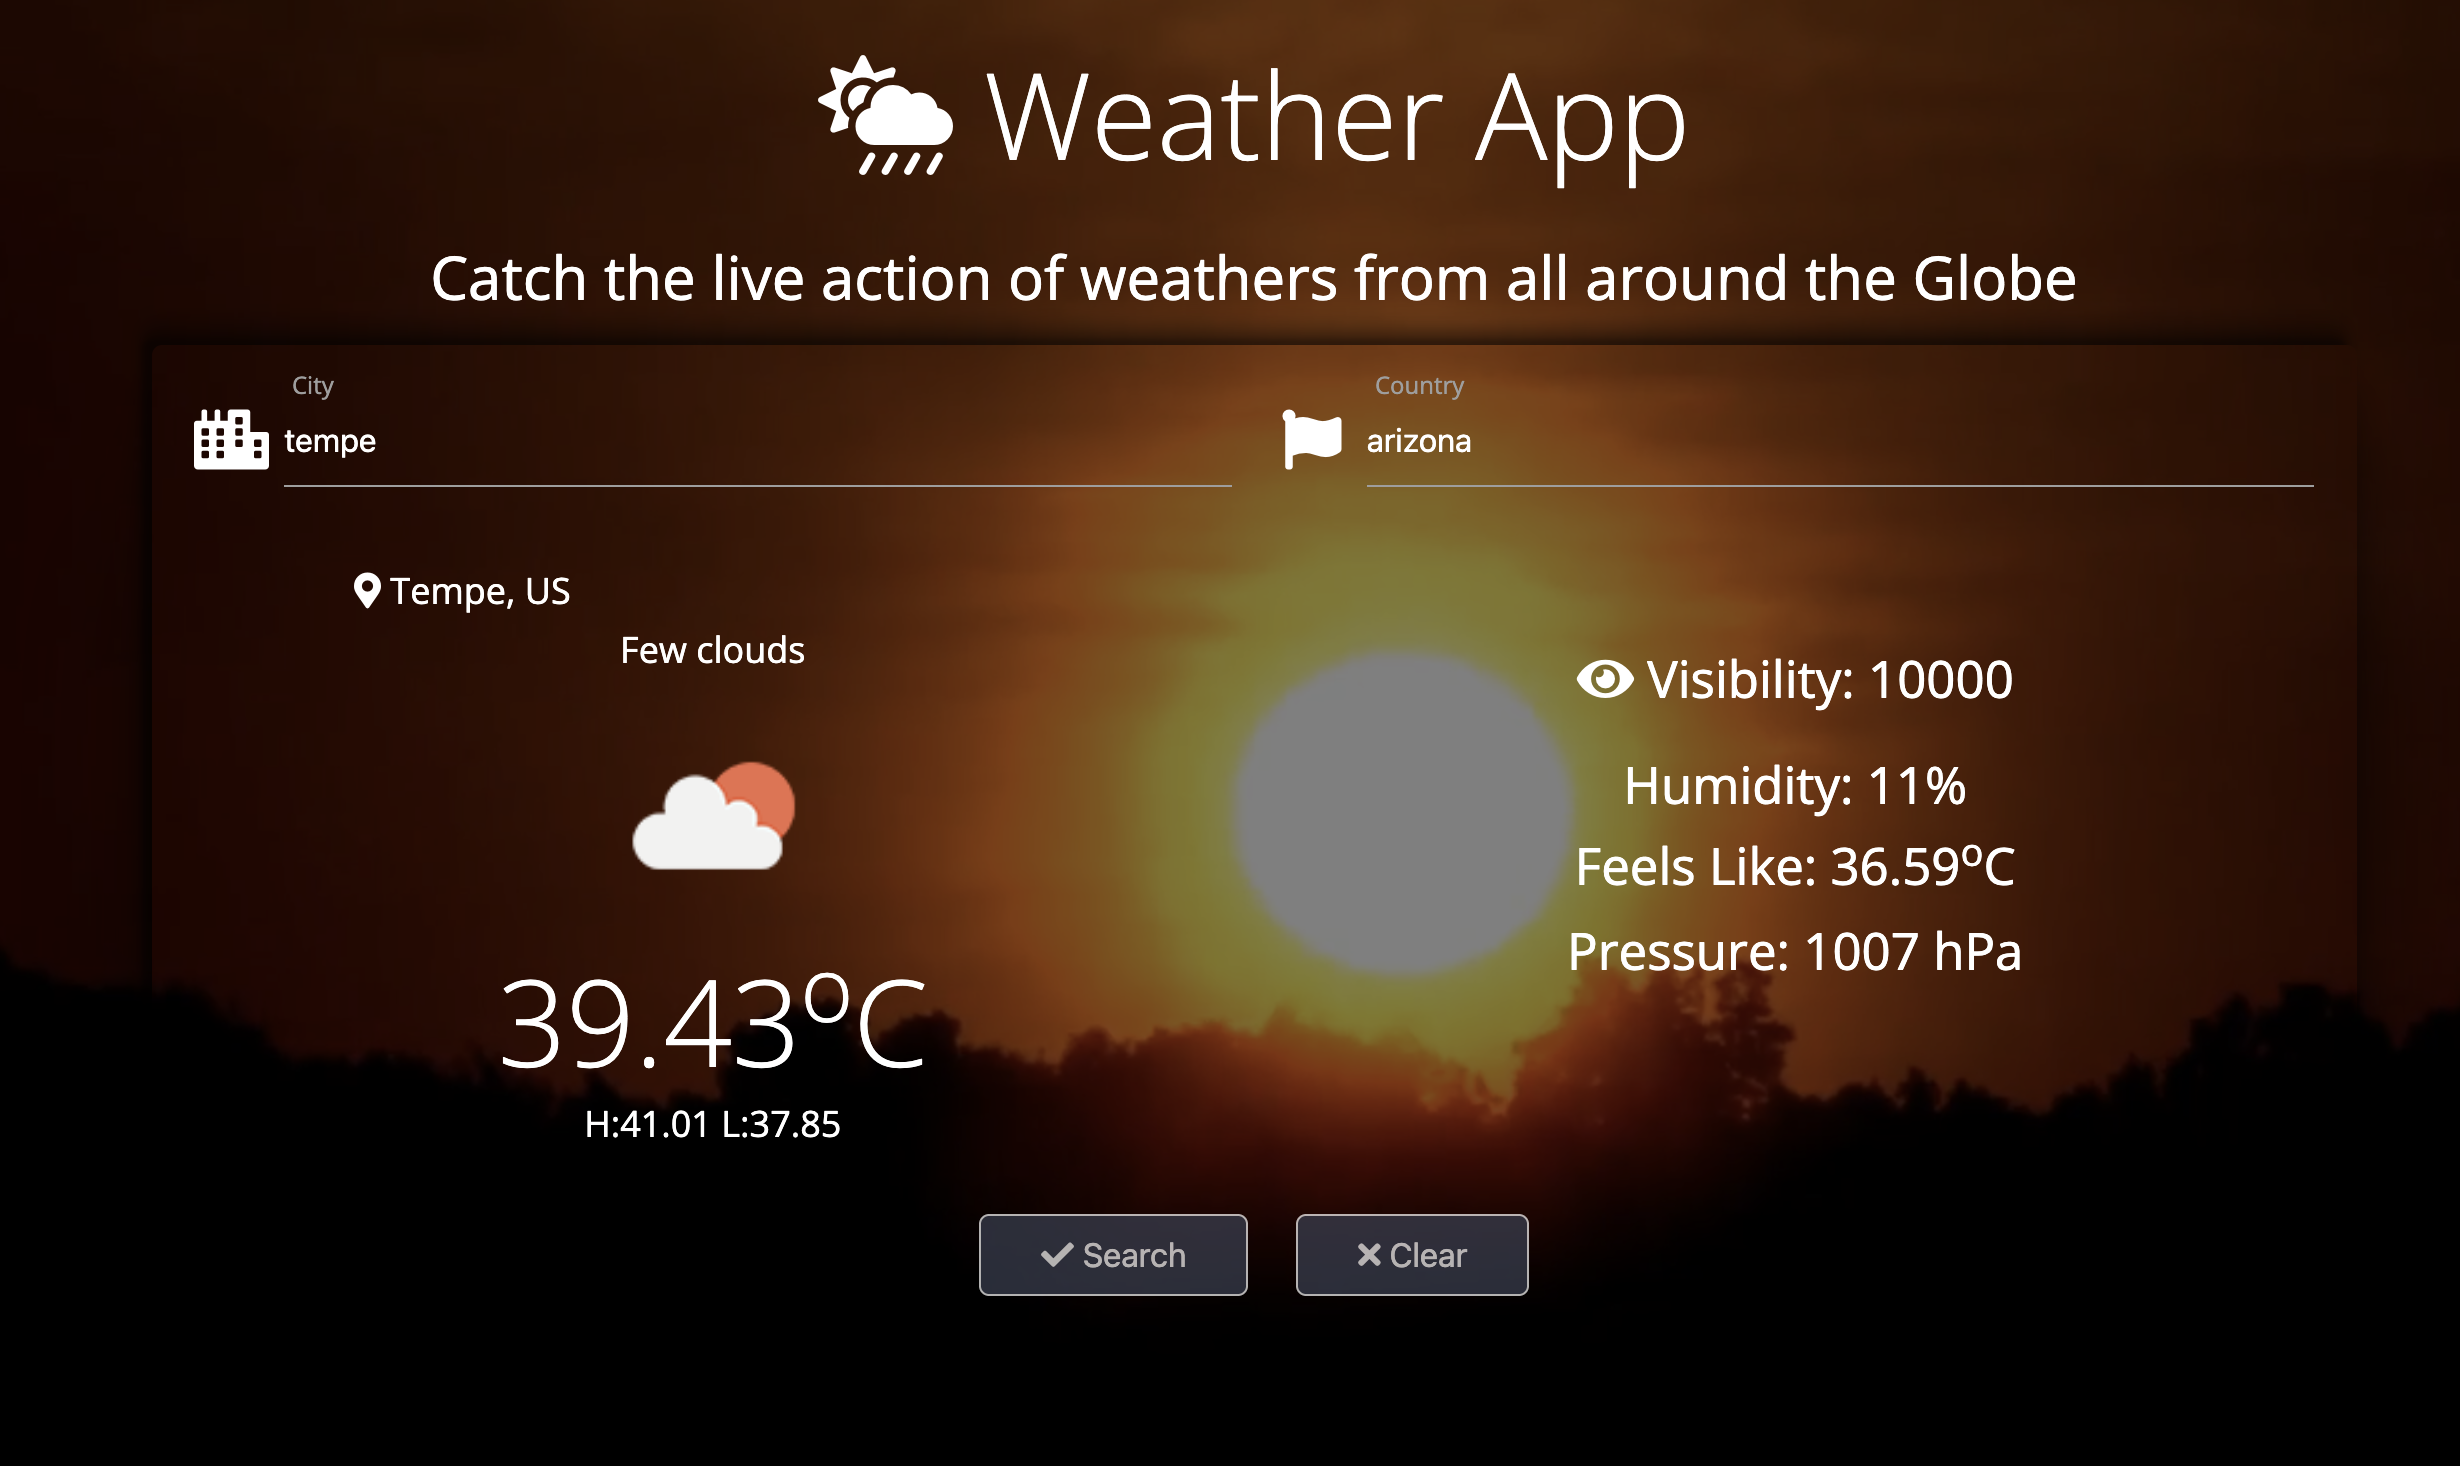 Weather App
Catch the live action of weathers from all around the Globe
City
tempe
Country
arizona
Tempe, US
Few clouds
39.43ºC
H:41.01 L:37.85
Visibility: 10000
Humidity: 11%
Feels Like: 36.59ºC
Pressure: 1007 hPa
Search
Clear